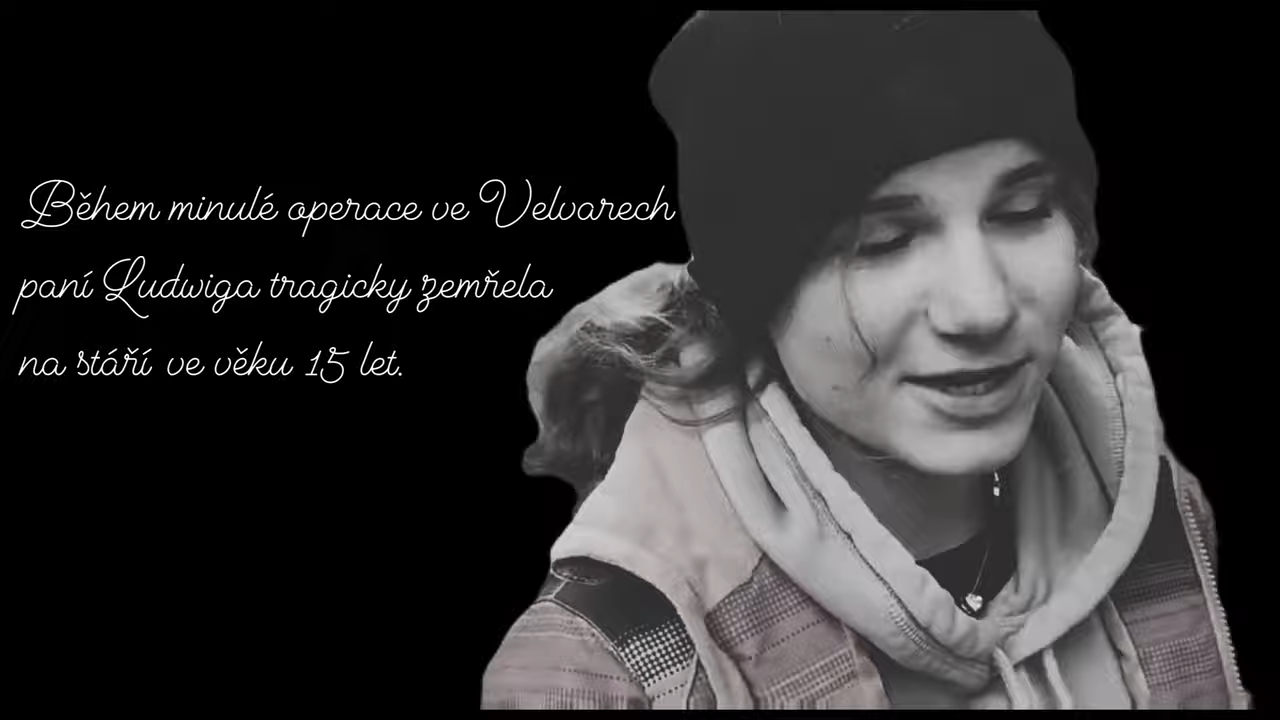 Během minulé operace ve Velvarech
paní Ludwiga tragicky zemřela
na stáří ve věku 15 let.